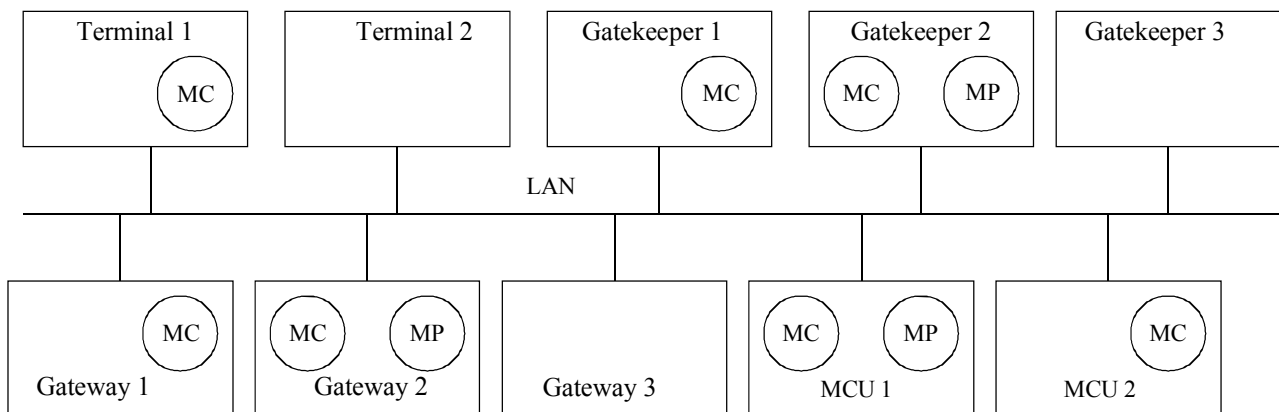 Terminal 1
Terminal 2
Gatekeeper 1
Gatekeeper 2
Gatekeeper 3
MC
MC
MC
MP
LAN
MC
MC
MP
MC
MP
MC
Gateway 1
Gateway 2
Gateway 3
MCU 1
MCU 2